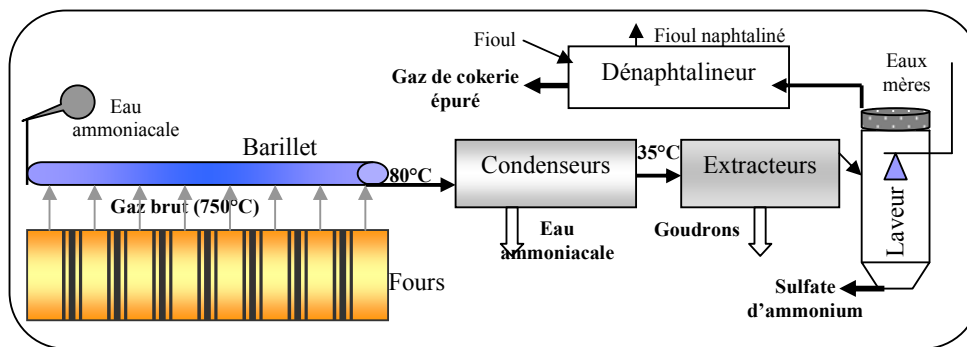 Fioul
Fioul naphtaliné
Eaux
mères
Gaz de cokerie
épuré
Dénaphtalineur
Eau
ammoniacale
Barillet
80°C
Condenseurs
35°C
Extracteurs
Gaz brut (750°C)
Eau
ammoniacale
Goudrons
Laveur
Fours
Sulfate
d'ammonium